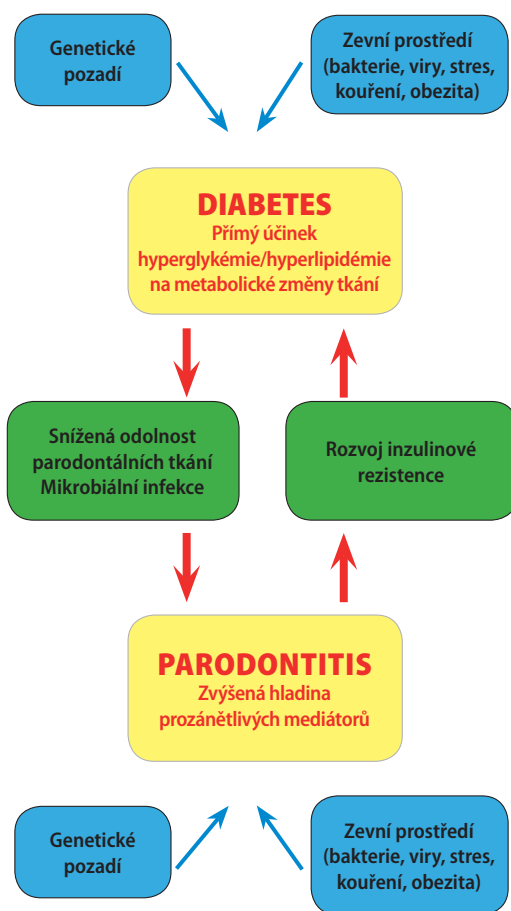 Genetické
pozadí
Zevní prostředí
(bakterie, viry, stres,
kouření, obezita)
DIABETES
Přímý účinek
hyperglykémie/hyperlipidémie
na metabolické změny tkání
Snížená odolnost
parodontálních tkání
Mikrobiální infekce
Rozvoj inzulinové
rezistence
PARODONTITIS
Zvýšená hladina
prozánětlivých mediátorů
Genetické
pozadí
Zevní prostředí
(bakterie, viry, stres,
kouření, obezita)